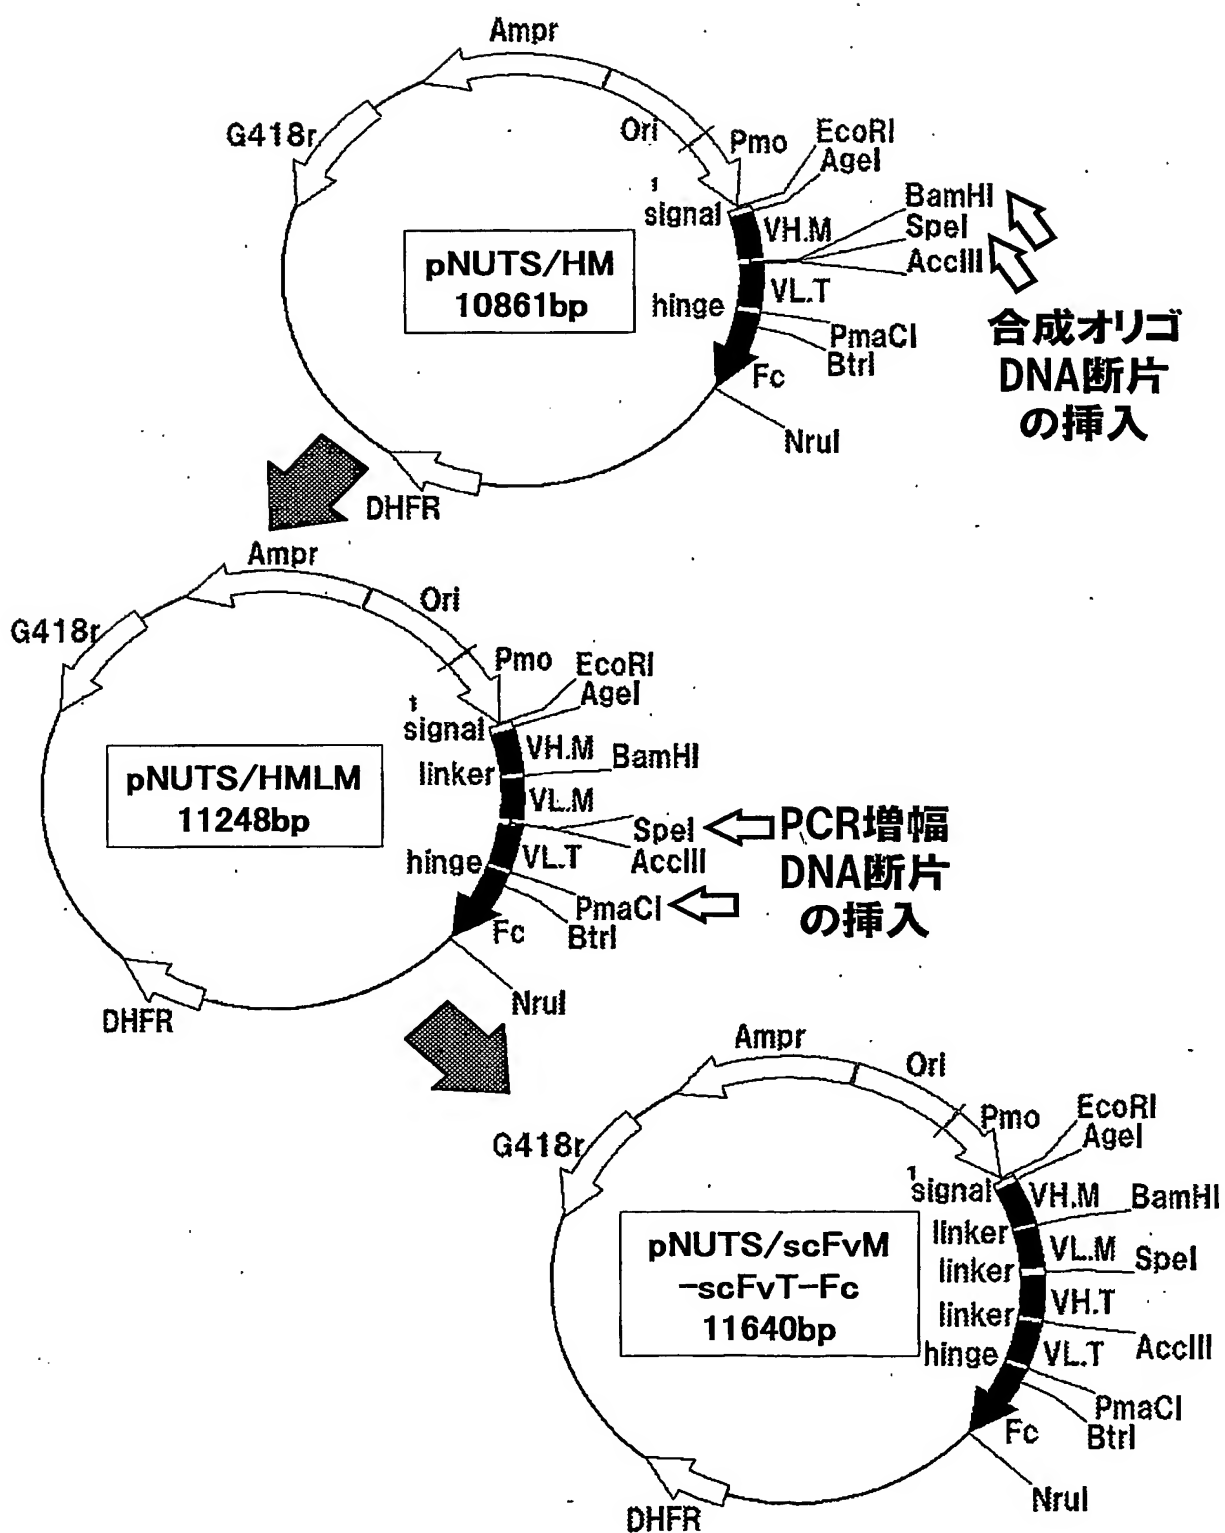 Ampr
G418r
Ori
Pmo
EcoRI
AgeI
1
signal
VH.M
BamHI
SpeI
AccIII
VL.T
hinge
PmaCI
BtrI
Fc
NruI
DHFR
pNUTS/HM
10861bp
合成オリゴ
DNA断片
の挿入
Ampr
Ori
G418r
Pmo
EcoRI
AgeI
1
signal
VH.M
BamHI
linker
VL.M
SpeI
AccIII
hinge
VL.T
PmaCI
BtrI
Fc
NruI
DHFR
pNUTS/HMLM
11248bp
PCR増幅
DNA断片
の挿入
Ampr
Ori
G418r
Pmo
EcoRI
AgeI
1
signal
VH.M
BamHI
linker
VL.M
SpeI
linker
VH.T
linker
AccIII
hinge
VL.T
PmaCI
BtrI
Fc
NruI
DHFR
pNUTS/scFvM
-scFvT-Fc
11640bp